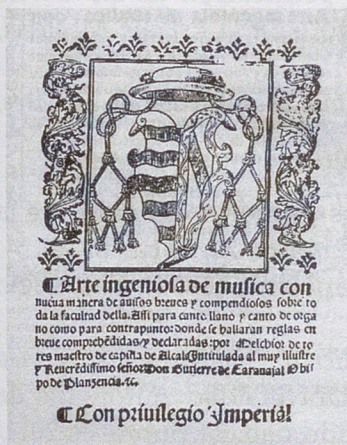 ¶ Arte ingeniosa de musica con
nueua manera de auisos breues y compendiosos sobre to
da la facultad della. Assi para canto llano y canto de orga
no como para contrapunto: donde se hallaran reglas en
breue comprehẽdidas/y declaradas: por Melchior de to
res maestro de capilla de Alcala/intitulada al muy illustre
y Reuerẽdissimo señor Don Gutierre de Carauajal Obis
po de Planzencia. ⁊c.
¶ Con priuilegio Imperial